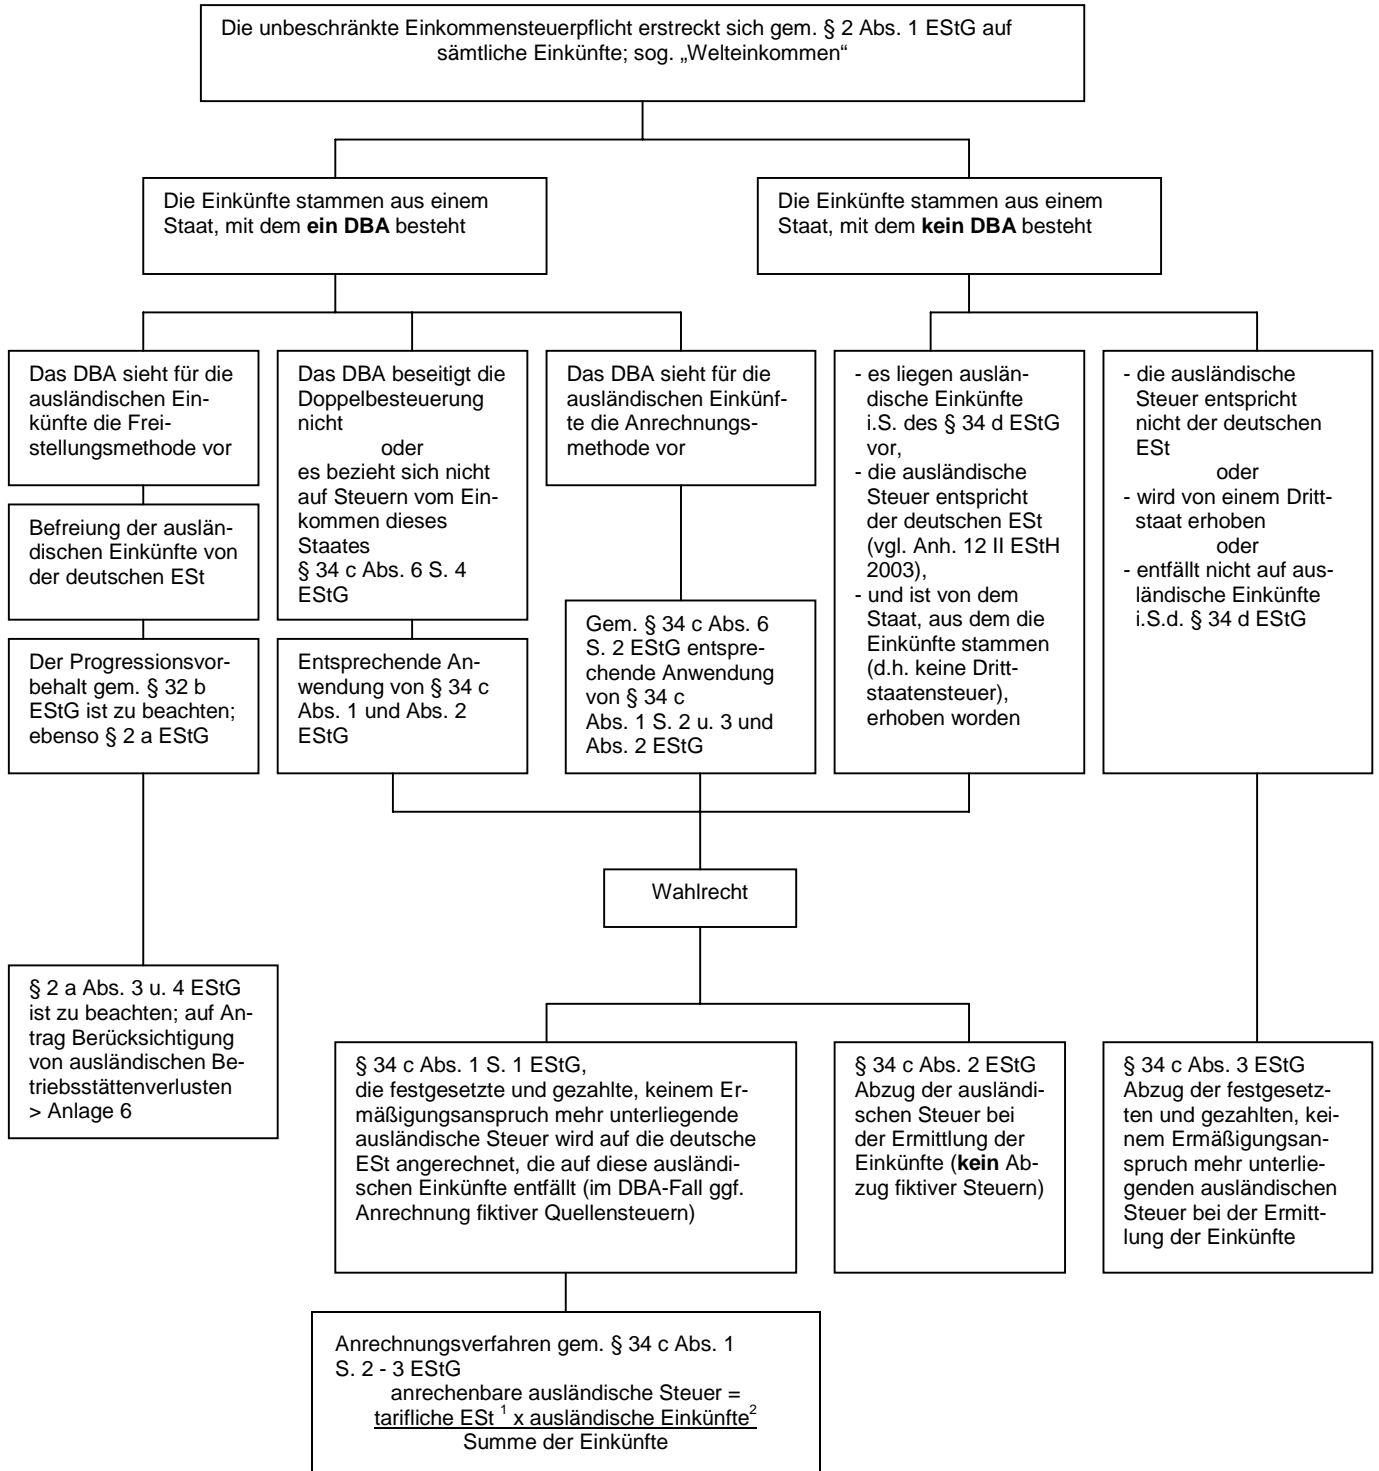 Die unbeschränkte Einkommensteuerpflicht erstreckt sich gem. § 2 Abs. 1 EStG auf
sämtliche Einkünfte; sog. „Welteinkommen“
Die Einkünfte stammen aus einem
Staat, mit dem ein DBA besteht
Die Einkünfte stammen aus einem
Staat, mit dem kein DBA besteht
Das DBA sieht für die
ausländischen Ein-
künfte die Frei-
stellungsmethode vor
Das DBA beseitigt die
Doppelbesteuerung
nicht
oder
es bezieht sich nicht
auf Steuern vom Ein-
kommen dieses
Staates
§ 34 c Abs. 6 S. 4
EStG
Das DBA sieht für die
ausländischen Einkünf-
te die Anrechnungs-
methode vor
- es liegen auslän-
dische Einkünfte
i.S. des § 34 d EStG
vor,
- die ausländische
Steuer entspricht
der deutschen ESt
(vgl. Anh. 12 II EStH
2003),
- und ist von dem
Staat, aus dem die
Einkünfte stammen
(d.h. keine Dritt-
staatensteuer),
erhoben worden
- die ausländische
Steuer entspricht
nicht der deutschen
ESt
oder
- wird von einem Dritt-
staat erhoben
oder
- entfällt nicht auf aus-
ländische Einkünfte
i.S.d. § 34 d EStG
Befreiung der auslän-
dischen Einkünfte von
der deutschen ESt
Der Progressionsvor-
behalt gem. § 32 b
EStG ist zu beachten;
ebenso § 2 a EStG
Entsprechende An-
wendung von § 34 c
Abs. 1 und Abs. 2
EStG
Gem. § 34 c Abs. 6
S. 2 EStG entspre-
chende Anwendung
von § 34 c
Abs. 1 S. 2 u. 3 und
Abs. 2 EStG
Wahlrecht
§ 2 a Abs. 3 u. 4 EStG
ist zu beachten; auf An-
trag Berücksichtigung
von ausländischen Be-
triebsstättenverlusten
> Anlage 6
§ 34 c Abs. 1 S. 1 EStG,
die festgesetzte und gezahlte, keinem Er-
mäßigungsanspruch mehr unterliegende
ausländische Steuer wird auf die deutsche
ESt angerechnet, die auf diese ausländi-
schen Einkünfte entfällt (im DBA-Fall ggf.
Anrechnung fiktiver Quellensteuern)
§ 34 c Abs. 2 EStG
Abzug der ausländi-
schen Steuer bei
der Ermittlung der
Einkünfte (kein Ab-
zug fiktiver Steuern)
§ 34 c Abs. 3 EStG
Abzug der festgesetz-
ten und gezahlten, kei-
nem Ermäßigungsan-
spruch mehr unterlie-
genden ausländischen
Steuer bei der Ermitt-
lung der Einkünfte
Anrechnungsverfahren gem. § 34 c Abs. 1
S. 2 - 3 EStG
anrechenbare ausländische Steuer =
tarifliche ESt ¹ x ausländische Einkünfte²
Summe der Einkünfte